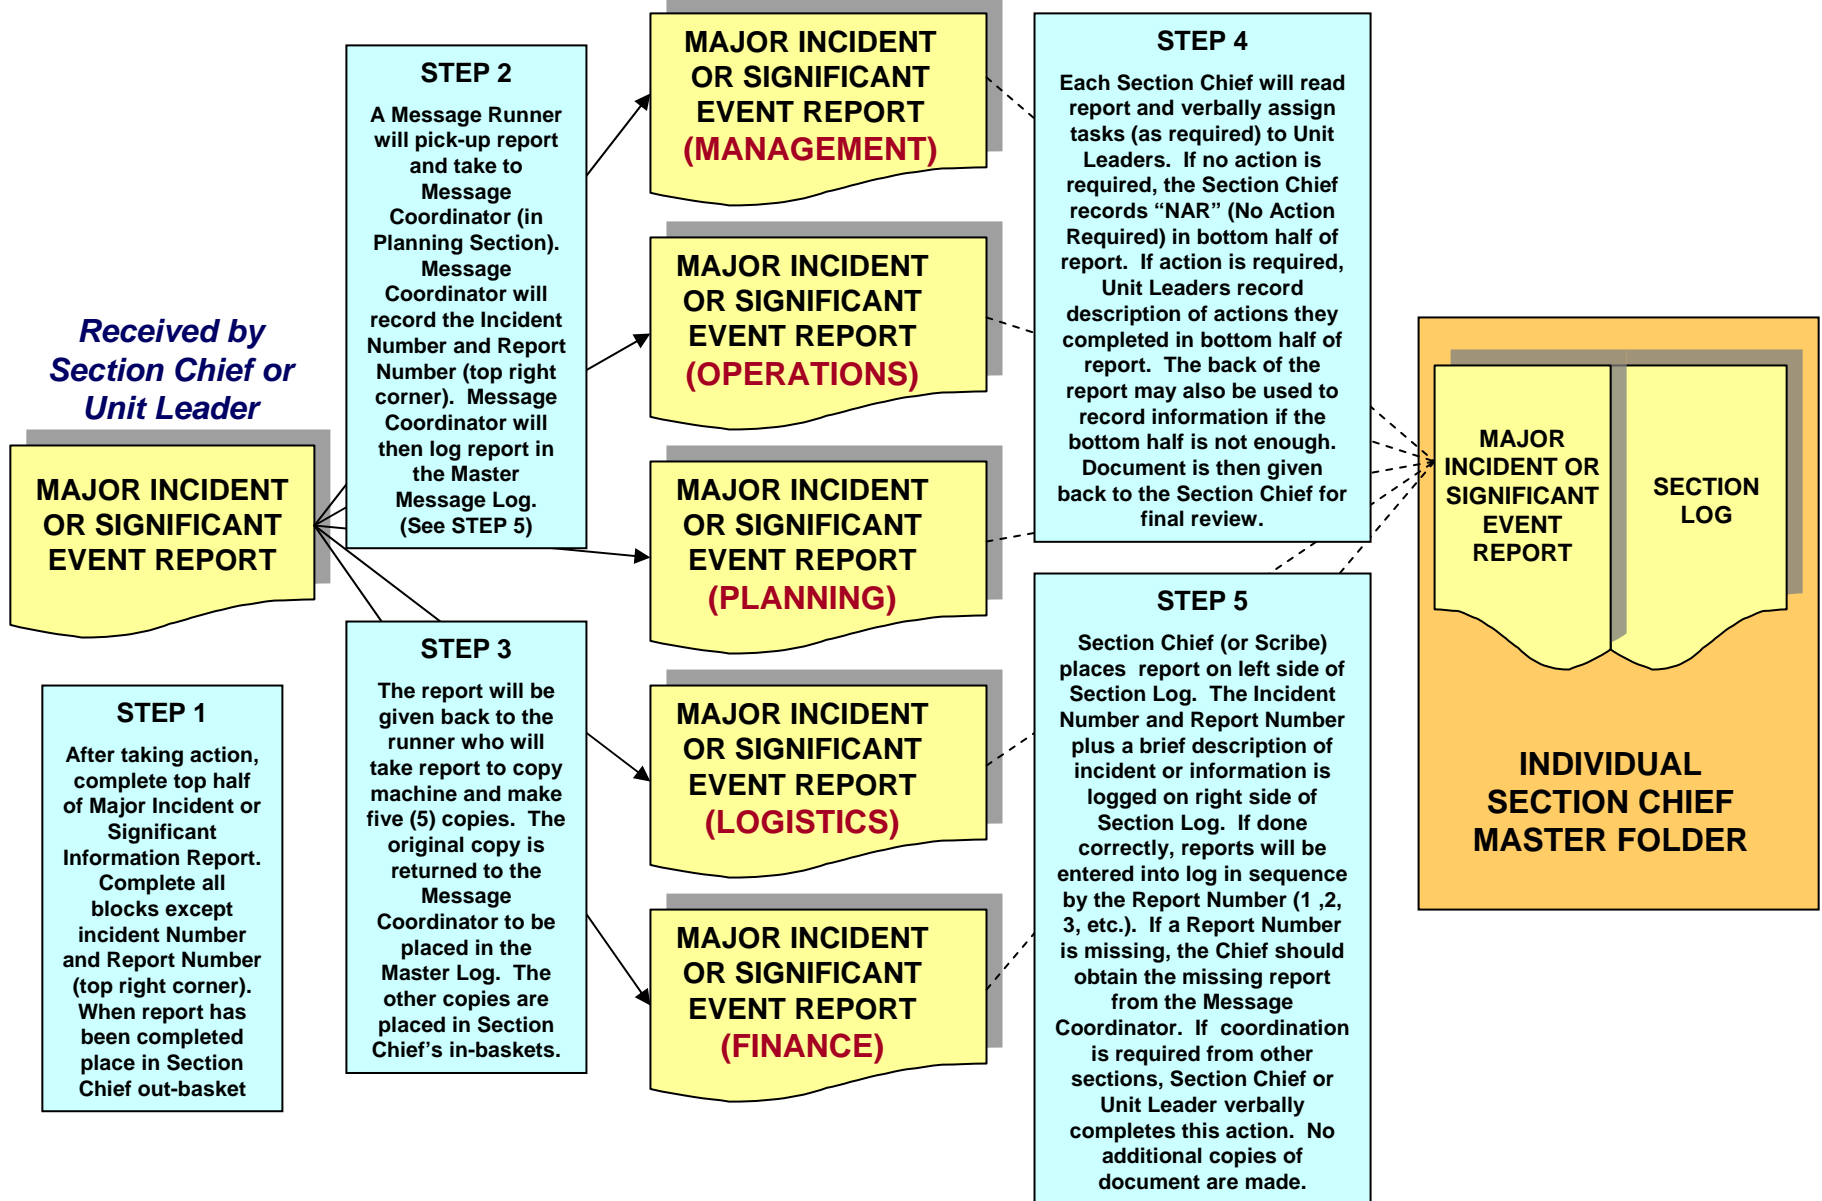 Received by
Section Chief or
Unit Leader
MAJOR INCIDENT
OR SIGNIFICANT
EVENT REPORT
STEP 1
After taking action,
complete top half
of Major Incident or
Significant
Information Report.
Complete all
blocks except
incident Number
and Report Number
(top right corner).
When report has
been completed
place in Section
Chief out-basket
STEP 2
A Message Runner
will pick-up report
and take to
Message
Coordinator (in
Planning Section).
Message
Coordinator will
record the Incident
Number and Report
Number (top right
corner).  Message
Coordinator will
then log report in
the Master
Message Log.
(See STEP 5)
STEP 3
The report will be
given back to the
runner who will
take report to copy
machine and make
five (5) copies.  The
original copy is
returned to the
Message
Coordinator to be
placed in the
Master Log.  The
other copies are
placed in Section
Chief's in-baskets.
MAJOR INCIDENT
OR SIGNIFICANT
EVENT REPORT
(MANAGEMENT)
MAJOR INCIDENT
OR SIGNIFICANT
EVENT REPORT
(OPERATIONS)
MAJOR INCIDENT
OR SIGNIFICANT
EVENT REPORT
(PLANNING)
MAJOR INCIDENT
OR SIGNIFICANT
EVENT REPORT
(LOGISTICS)
MAJOR INCIDENT
OR SIGNIFICANT
EVENT REPORT
(FINANCE)
STEP 4
Each Section Chief will read
report and verbally assign
tasks (as required) to Unit
Leaders.  If no action is
required, the Section Chief
records “NAR” (No Action
Required) in bottom half of
report.  If action is required,
Unit Leaders record
description of actions they
completed in bottom half of
report.  The back of the
report may also be used to
record information if the
bottom half is not enough.
Document is then given
back to the Section Chief for
final review.
STEP 5
Section Chief (or Scribe)
places  report on left side of
Section Log.  The Incident
Number and Report Number
plus a brief description of
incident or information is
logged on right side of
Section Log.  If done
correctly, reports will be
entered into log in sequence
by the Report Number (1 ,2,
3, etc.).  If a Report Number
is missing, the Chief should
obtain the missing report
from the Message
Coordinator.  If  coordination
is required from other
sections, Section Chief or
Unit Leader verbally
completes this action.  No
additional copies of
document are made.
MAJOR
INCIDENT OR
SIGNIFICANT
EVENT
REPORT
SECTION
LOG
INDIVIDUAL
SECTION CHIEF
MASTER FOLDER